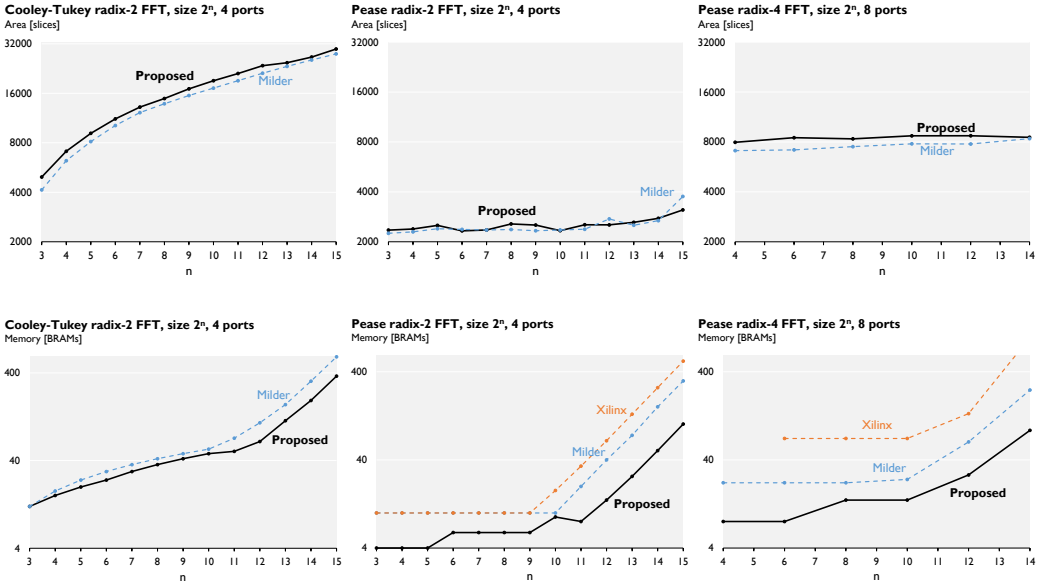 Cooley-Tukey radix-2 FFT, size 2ⁿ, 4 ports
Area [slices]
32000
16000
8000
4000
2000
Proposed
Milder
3 4 5 6 7 8 9 10 11 12 13 14 15
n
Pease radix-2 FFT, size 2ⁿ, 4 ports
Area [slices]
32000
16000
8000
4000
2000
Milder
Proposed
3 4 5 6 7 8 9 10 11 12 13 14 15
n
Pease radix-4 FFT, size 2ⁿ, 8 ports
Area [slices]
32000
16000
8000
4000
2000
Proposed
Milder
4 5 6 7 8 9 10 11 12 13 14
n
Cooley-Tukey radix-2 FFT, size 2ⁿ, 4 ports
Memory [BRAMs]
400
40
4
Milder
Proposed
3 4 5 6 7 8 9 10 11 12 13 14 15
n
Pease radix-2 FFT, size 2ⁿ, 4 ports
Memory [BRAMs]
400
40
4
Xilinx
Milder
Proposed
3 4 5 6 7 8 9 10 11 12 13 14 15
n
Pease radix-4 FFT, size 2ⁿ, 8 ports
Memory [BRAMs]
400
40
4
Xilinx
Milder
Proposed
4 5 6 7 8 9 10 11 12 13 14
n